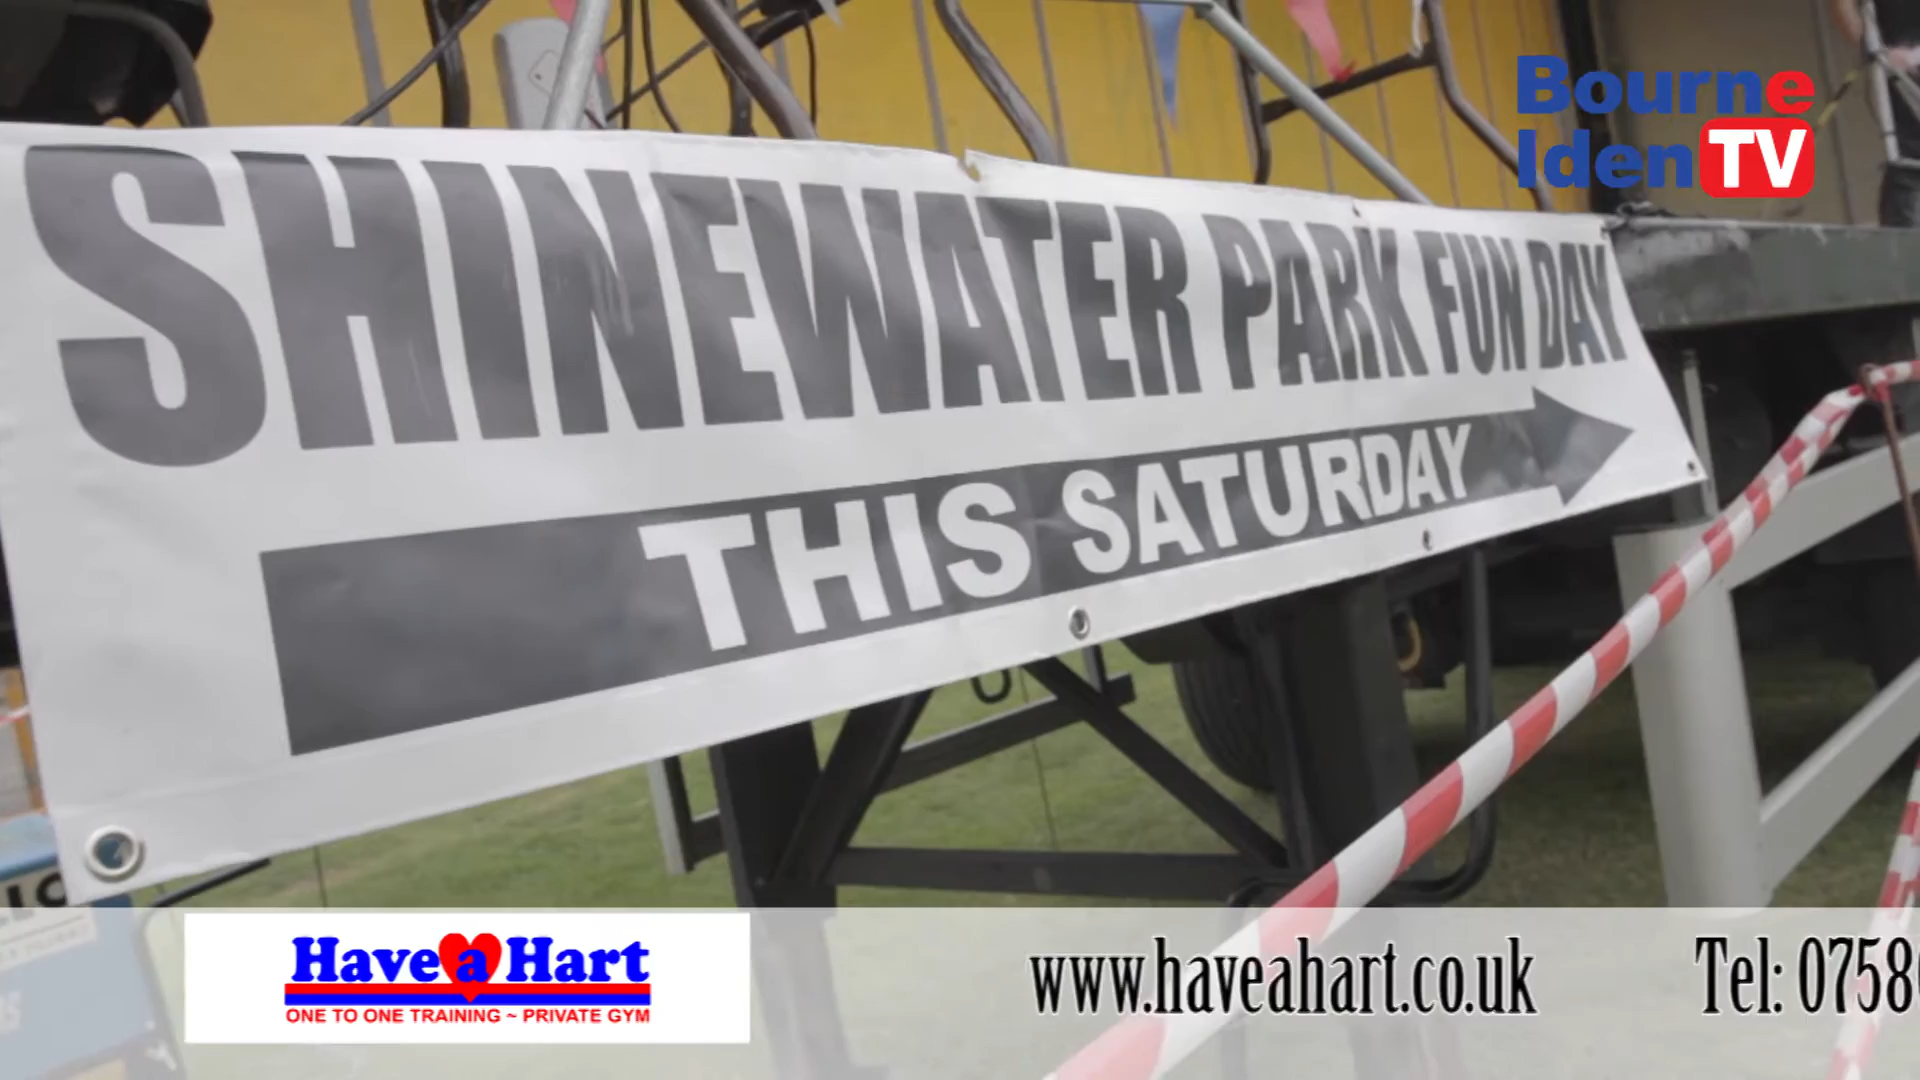 Bourne
Iden TV
SHINEWATER PARK FUN DAY
THIS SATURDAY
Have a Hart
ONE TO ONE TRAINING ~ PRIVATE GYM
www.haveahart.co.uk
Tel: 0758